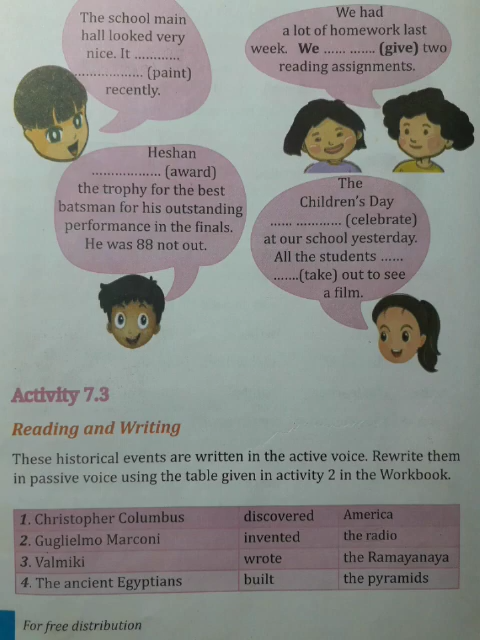 The school main
hall looked very
nice. It .............
................... (paint)
recently.
We had
a lot of homework last
week. We ...... ....... (give) two
reading assignments.
Heshan
................... (award)
the trophy for the best
batsman for his outstanding
performance in the finals.
He was 88 not out.
The
Children's Day
...... ............. (celebrate)
at our school yesterday.
All the students ......
.......(take) out to see
a film.
Activity 7.3
Reading and Writing
These historical events are written in the active voice. Rewrite them
in passive voice using the table given in activity 2 in the Workbook.
1. Christopher Columbus discovered America
2. Guglielmo Marconi invented the radio
3. Valmiki wrote the Ramayanaya
4. The ancient Egyptians built the pyramids
For free distribution